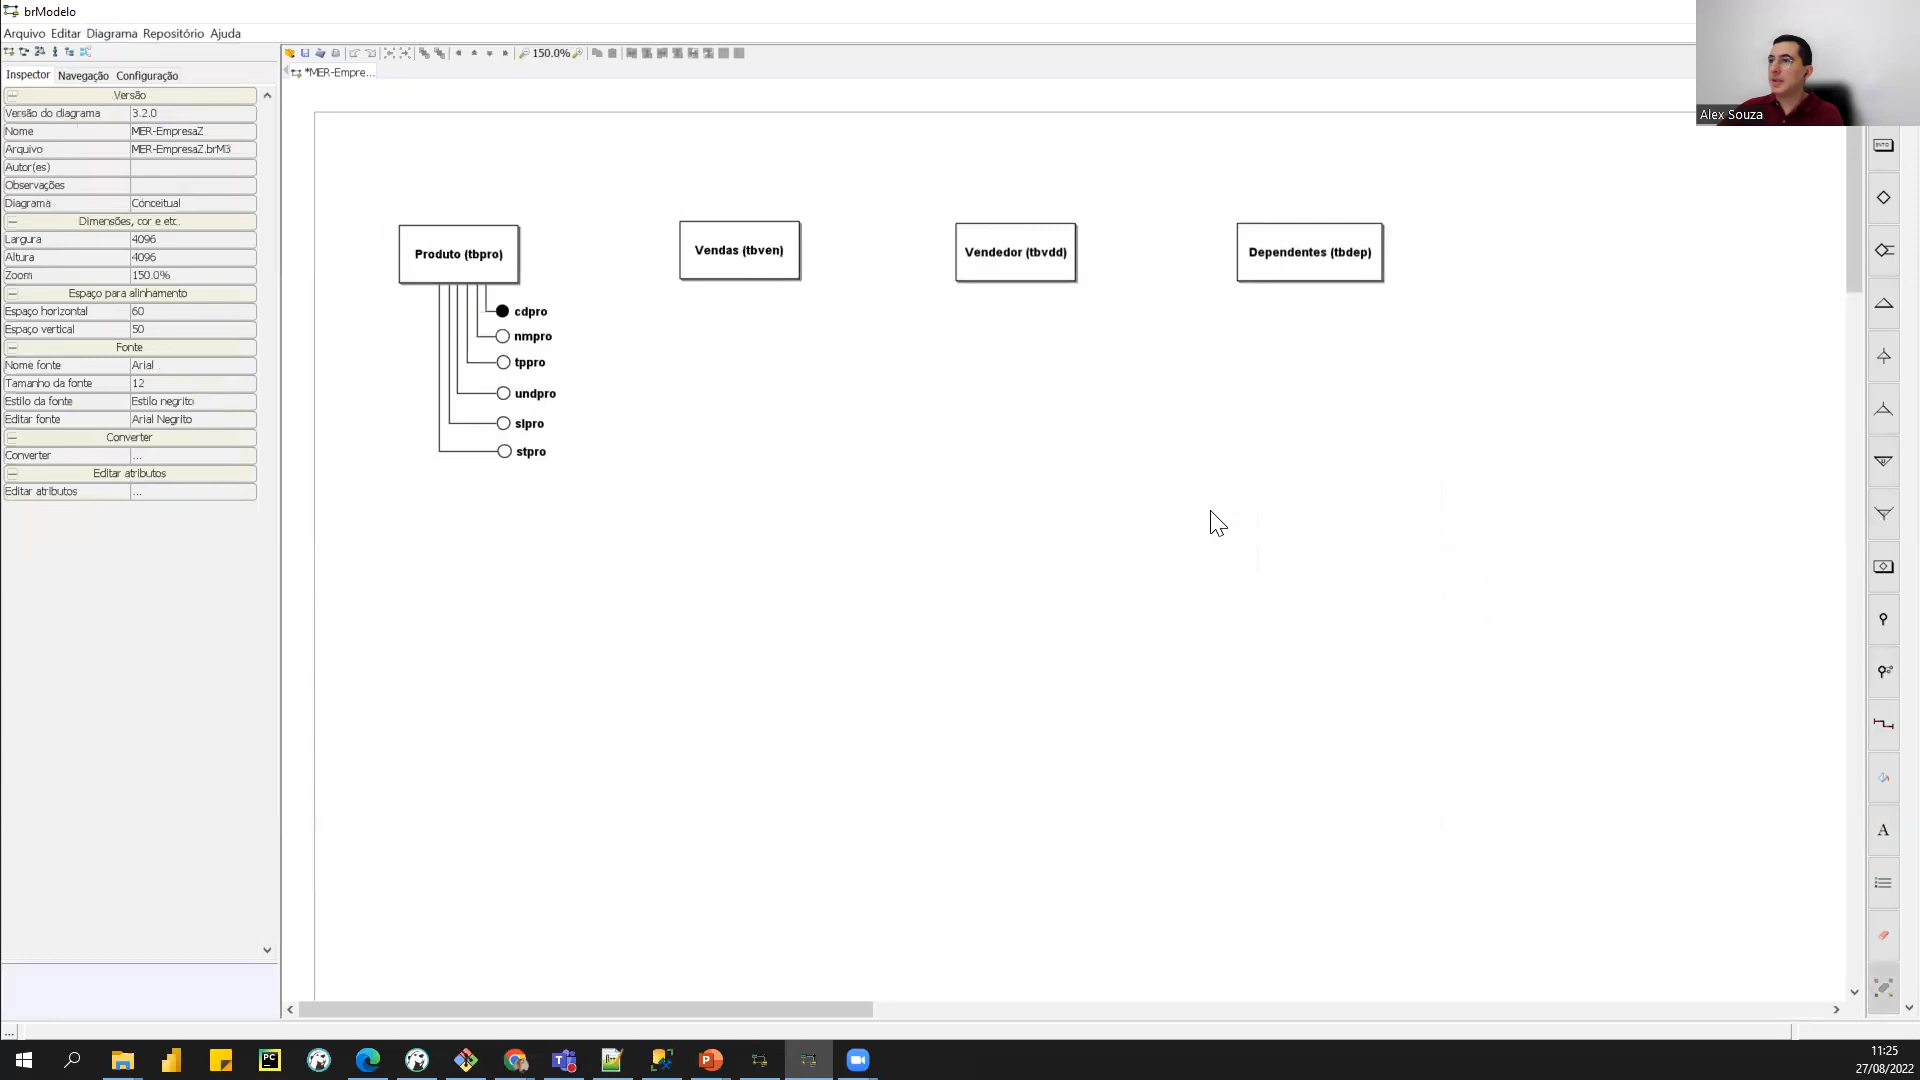 brModelo
Arquivo Editar Diagrama Repositório Ajuda
150.0%
Inspector Navegação Configuração
*MER-Empre...
Versão
Versão do diagrama 3.2.0
Nome MER-EmpresaZ
Arquivo MER-EmpresaZ.brM3
Autor(es)
Observações
Diagrama Conceitual
Dimensões, cor e etc.
Largura 4096
Altura 4096
Zoom 150.0%
Espaço para alinhamento
Espaço horizontal 60
Espaço vertical 50
Fonte
Nome fonte Arial
Tamanho da fonte 12
Estilo da fonte Estilo negrito
Editar fonte Arial Negrito
Converter
Converter ...
Editar atributos
Editar atributos ...
Produto (tbpro)
cdpro
nmpro
tppro
undpro
slpro
stpro
Vendas (tbven)
Vendedor (tbvdd)
Dependentes (tbdep)
Alex Souza
A
...
PC
11:25
27/08/2022